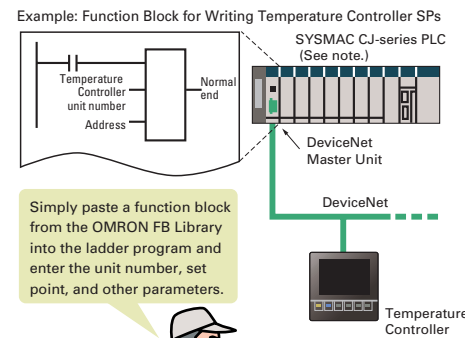 Example: Function Block for Writing Temperature Controller SPs
SYSMAC CJ-series PLC
(See note.)
Temperature
Controller
unit number
Address
Normal
end
DeviceNet
Master Unit
DeviceNet
Simply paste a function block
from the OMRON FB Library
into the ladder program and
enter the unit number, set
point, and other parameters.
Temperature
Controller